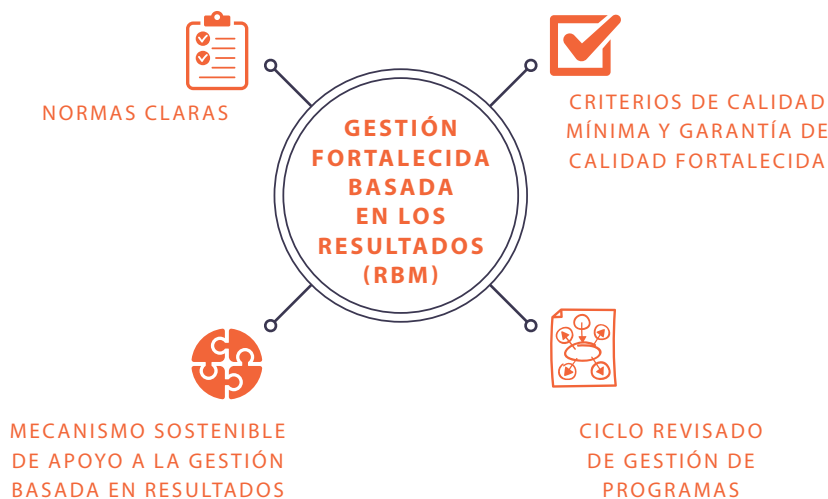 NORMAS CLARAS
CRITERIOS DE CALIDAD
MÍNIMA Y GARANTÍA DE
CALIDAD FORTALECIDA
GESTIÓN
FORTALECIDA
BASADA
EN LOS
RESULTADOS
(RBM)
MECANISMO SOSTENIBLE
DE APOYO A LA GESTIÓN
BASADA EN RESULTADOS
CICLO REVISADO
DE GESTIÓN DE
PROGRAMAS